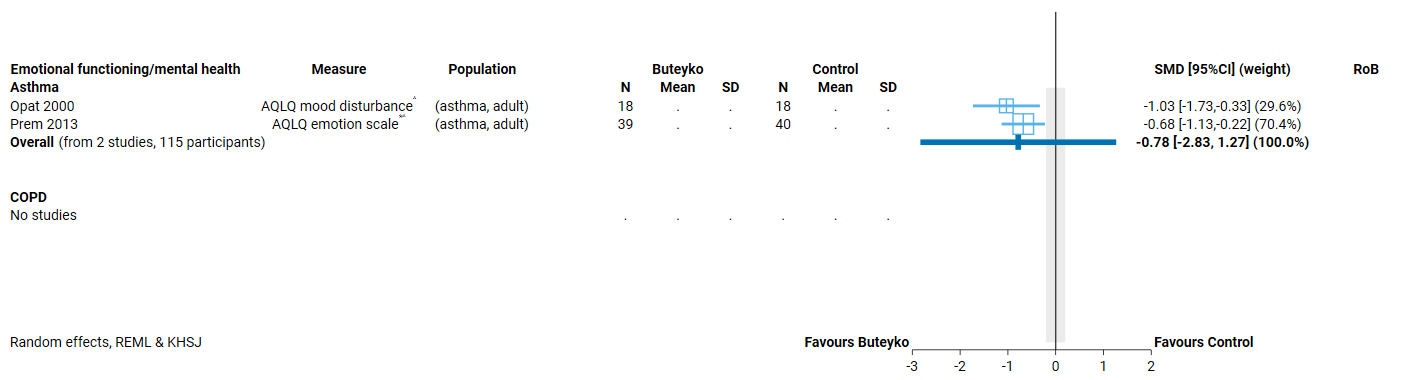 Emotional functioning/mental health Measure Population Buteyko Control SMD [95%CI] (weight) RoB
Asthma N Mean SD N Mean SD
Opat 2000 AQLQ mood disturbance^ (asthma, adult) 18 . . 18 . . -1.03 [-1.73,-0.33] (29.6%)
Prem 2013 AQLQ emotion scale (asthma, adult) 39 . . 40 . . -0.68 [-1.13,-0.22] (70.4%)
Overall (from 2 studies, 115 participants) -0.78 [-2.83, 1.27] (100.0%)
COPD
No studies . . . . . .
Random effects, REML & KHSJ Favours Buteyko Favours Control
-3 -2 -1 0 1 2